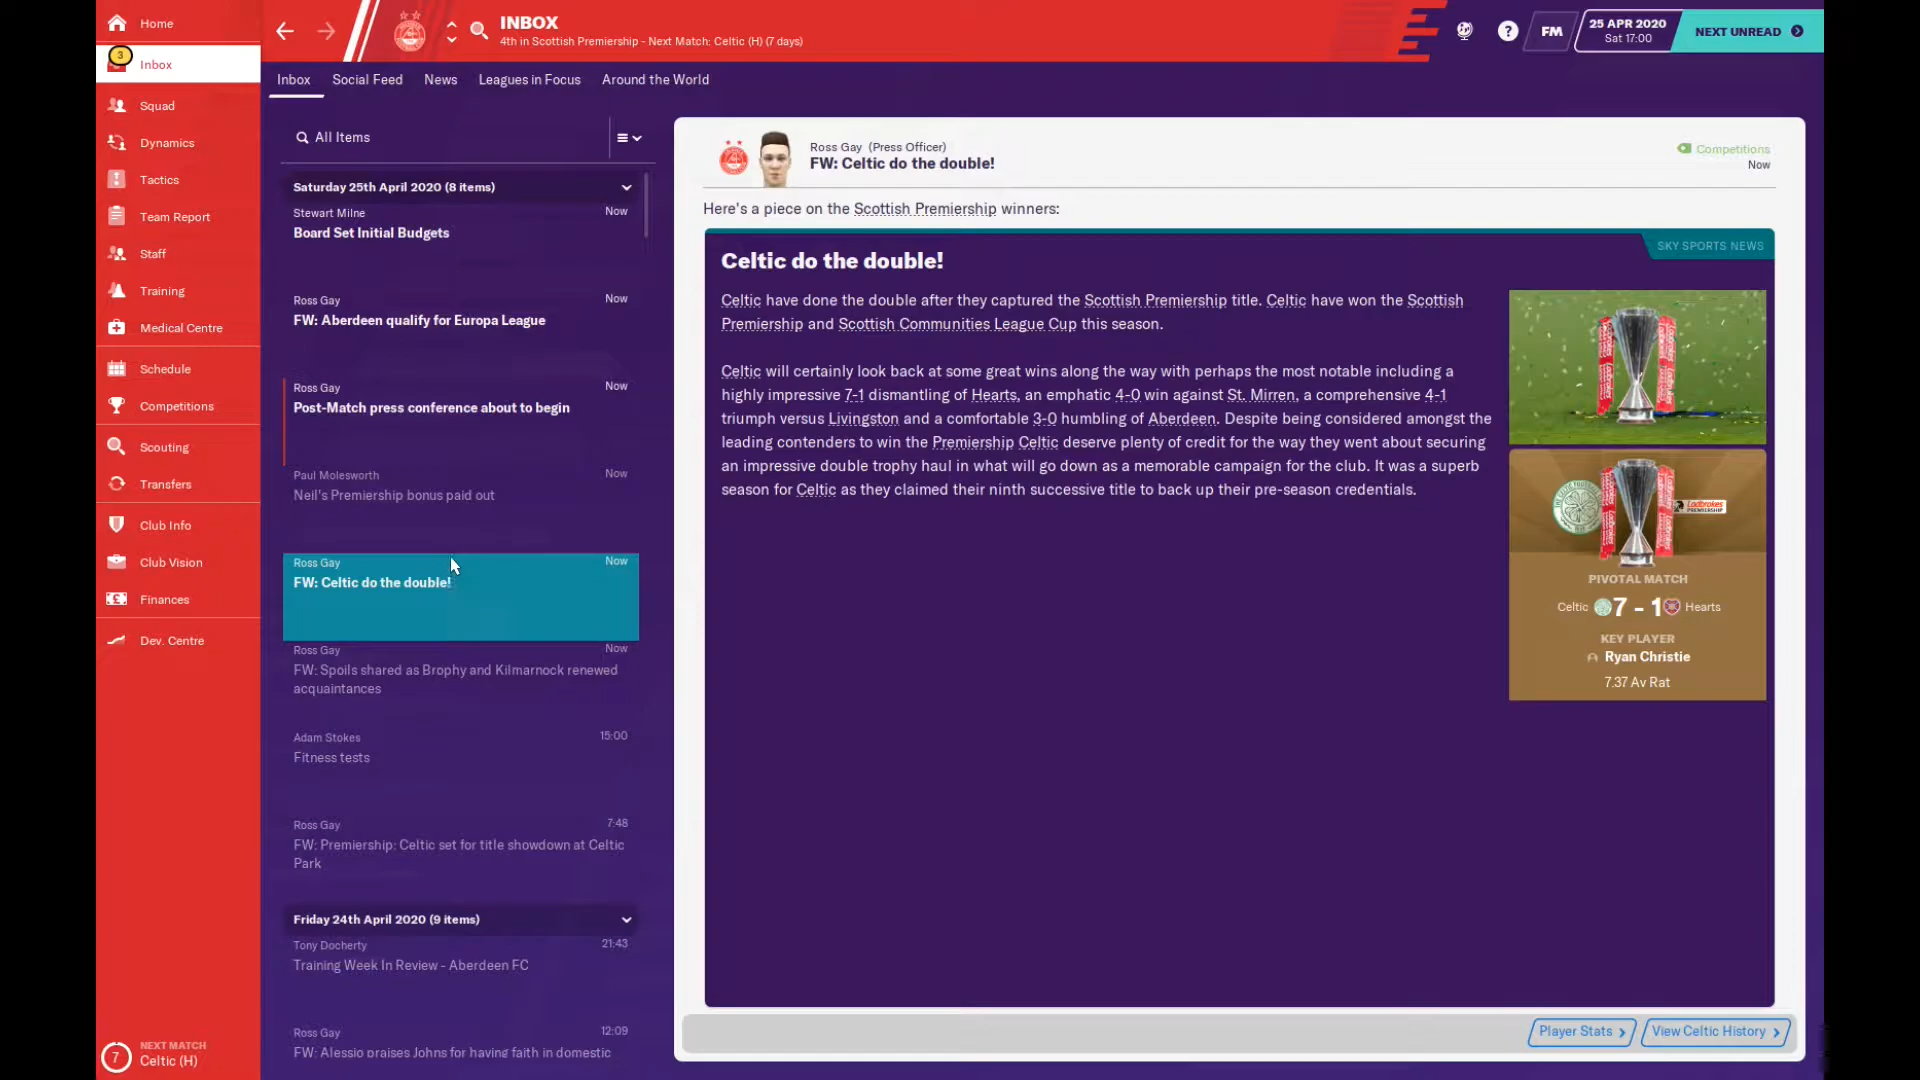 Home
3
Inbox
Squad
Dynamics
Tactics
Team Report
Staff
Training
Medical Centre
Schedule
Competitions
Scouting
Transfers
Club Info
Club Vision
Finances
Dev. Centre
7
NEXT MATCH
Celtic (H)
INBOX
4th in Scottish Premiership - Next Match: Celtic (H) (7 days)
?
FM
25 APR 2020
Sat 17:00
NEXT UNREAD
Inbox Social Feed News Leagues in Focus Around the World
All Items
Saturday 25th April 2020 (8 items)
Stewart Milne Now
Board Set Initial Budgets
Ross Gay Now
FW: Aberdeen qualify for Europa League
Ross Gay Now
Post-Match press conference about to begin
Paul Molesworth Now
Neil's Premiership bonus paid out
Ross Gay Now
FW: Celtic do the double!
Ross Gay Now
FW: Spoils shared as Brophy and Kilmarnock renewed
acquaintances
Adam Stokes 15:00
Fitness tests
Ross Gay 7:48
FW: Premiership: Celtic set for title showdown at Celtic
Park
Friday 24th April 2020 (9 items)
Tony Docherty 21:43
Training Week In Review - Aberdeen FC
Ross Gay 12:09
FW: Alessio praises Johns for having faith in domestic
Ross Gay (Press Officer)
FW: Celtic do the double!
Competitions
Now
Here's a piece on the Scottish Premiership winners:
SKY SPORTS NEWS
Celtic do the double!
Celtic have done the double after they captured the Scottish Premiership title. Celtic have won the Scottish
Premiership and Scottish Communities League Cup this season.
Celtic will certainly look back at some great wins along the way with perhaps the most notable including a
highly impressive 7-1 dismantling of Hearts, an emphatic 4-0 win against St. Mirren, a comprehensive 4-1
triumph versus Livingston and a comfortable 3-0 humbling of Aberdeen. Despite being considered amongst the
leading contenders to win the Premiership Celtic deserve plenty of credit for the way they went about securing
an impressive double trophy haul in what will go down as a memorable campaign for the club. It was a superb
season for Celtic as they claimed their ninth successive title to back up their pre-season credentials.
Ladbrokes
PREMIERSHIP
PIVOTAL MATCH
Celtic 7 - 1 Hearts
KEY PLAYER
Ryan Christie
7.37 Av Rat
Player Stats
View Celtic History